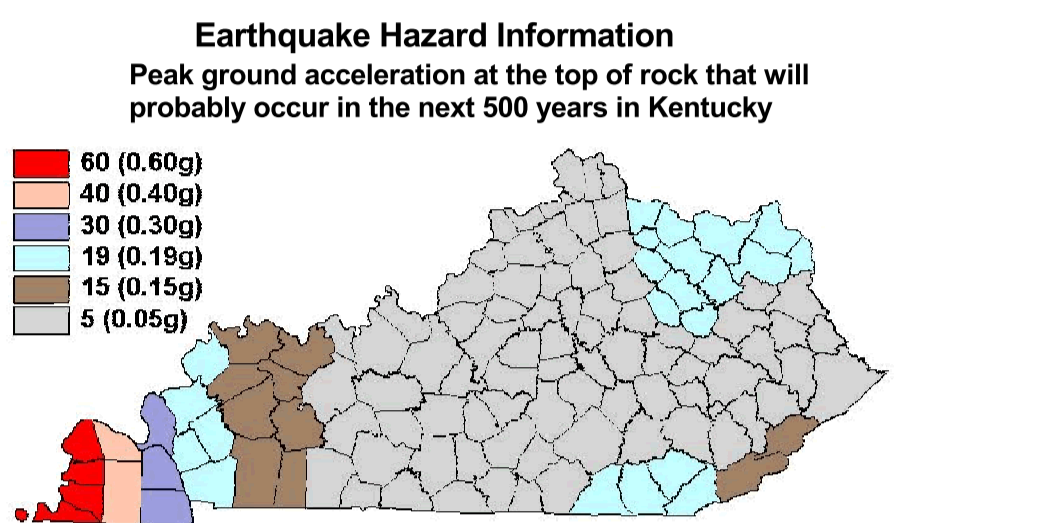 Earthquake Hazard Information
Peak ground acceleration at the top of rock that will
probably occur in the next 500 years in Kentucky
60 (0.60g)
40 (0.40g)
30 (0.30g)
19 (0.19g)
15 (0.15g)
5 (0.05g)